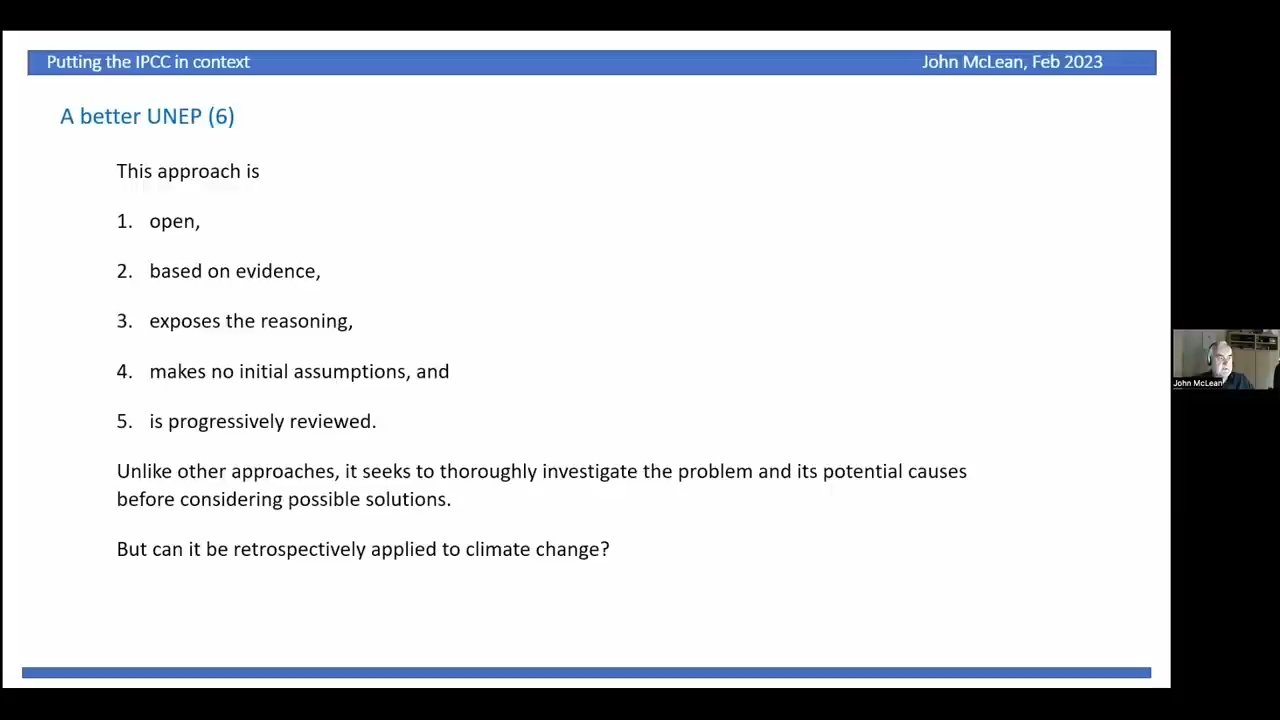 Putting the IPCC in context
John McLean, Feb 2023
A better UNEP (6)
This approach is
1. open,
2. based on evidence,
3. exposes the reasoning,
4. makes no initial assumptions, and
5. is progressively reviewed.
Unlike other approaches, it seeks to thoroughly investigate the problem and its potential causes
before considering possible solutions.
But can it be retrospectively applied to climate change?
John McLean